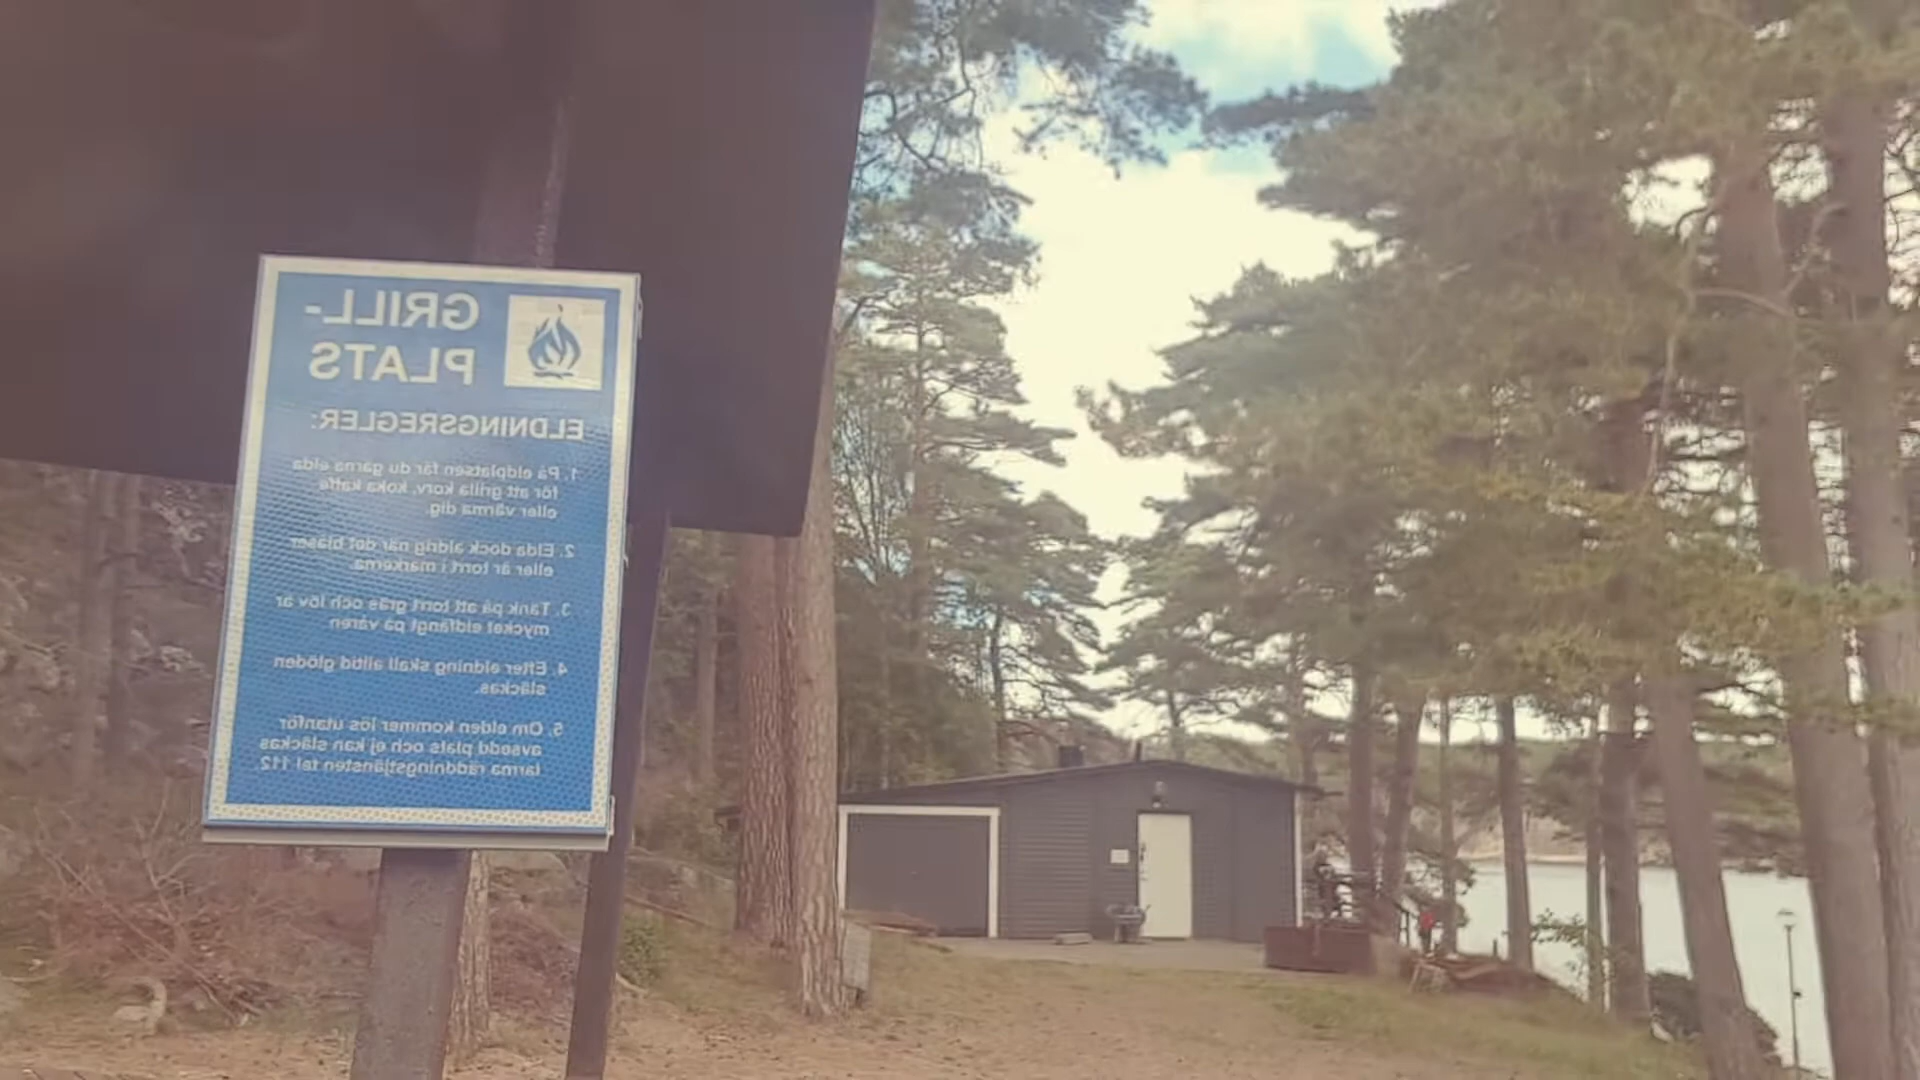 GRILL-
PLATS
ELDNINGSREGLER:
1. På eldplatsen får du garna elda
för att grilla korv, koka kaffe
eller värma dig.
2. Elda dock aldrig när det blåser
eller är torrt i markerna.
3. Tänk på att torrt gräs och löv är
mycket eldfängt på våren
4. Efter eldning skall alltid glöden
släckas.
5. Om elden kommer lös utanför
avsedd plats och ej kan släckas
larma räddningstjänsten tel 112